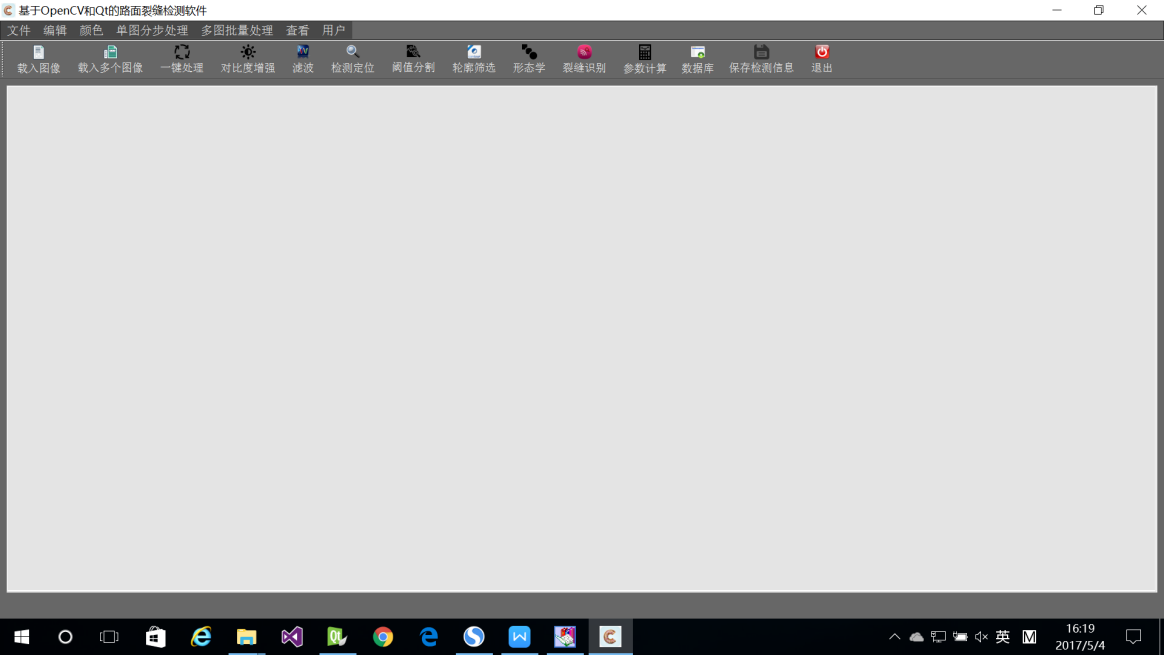 基于OpenCV和Qt的路面裂缝检测软件
文件 编辑 颜色 单图分步处理 多图批量处理 查看 用户
载入图像 载入多个图像 一键处理 对比度增强 滤波 检测定位 阈值分割 轮廓筛选 形态学 裂缝识别 参数计算 数据库 保存检测信息 退出
英 M 16:19
2017/5/4